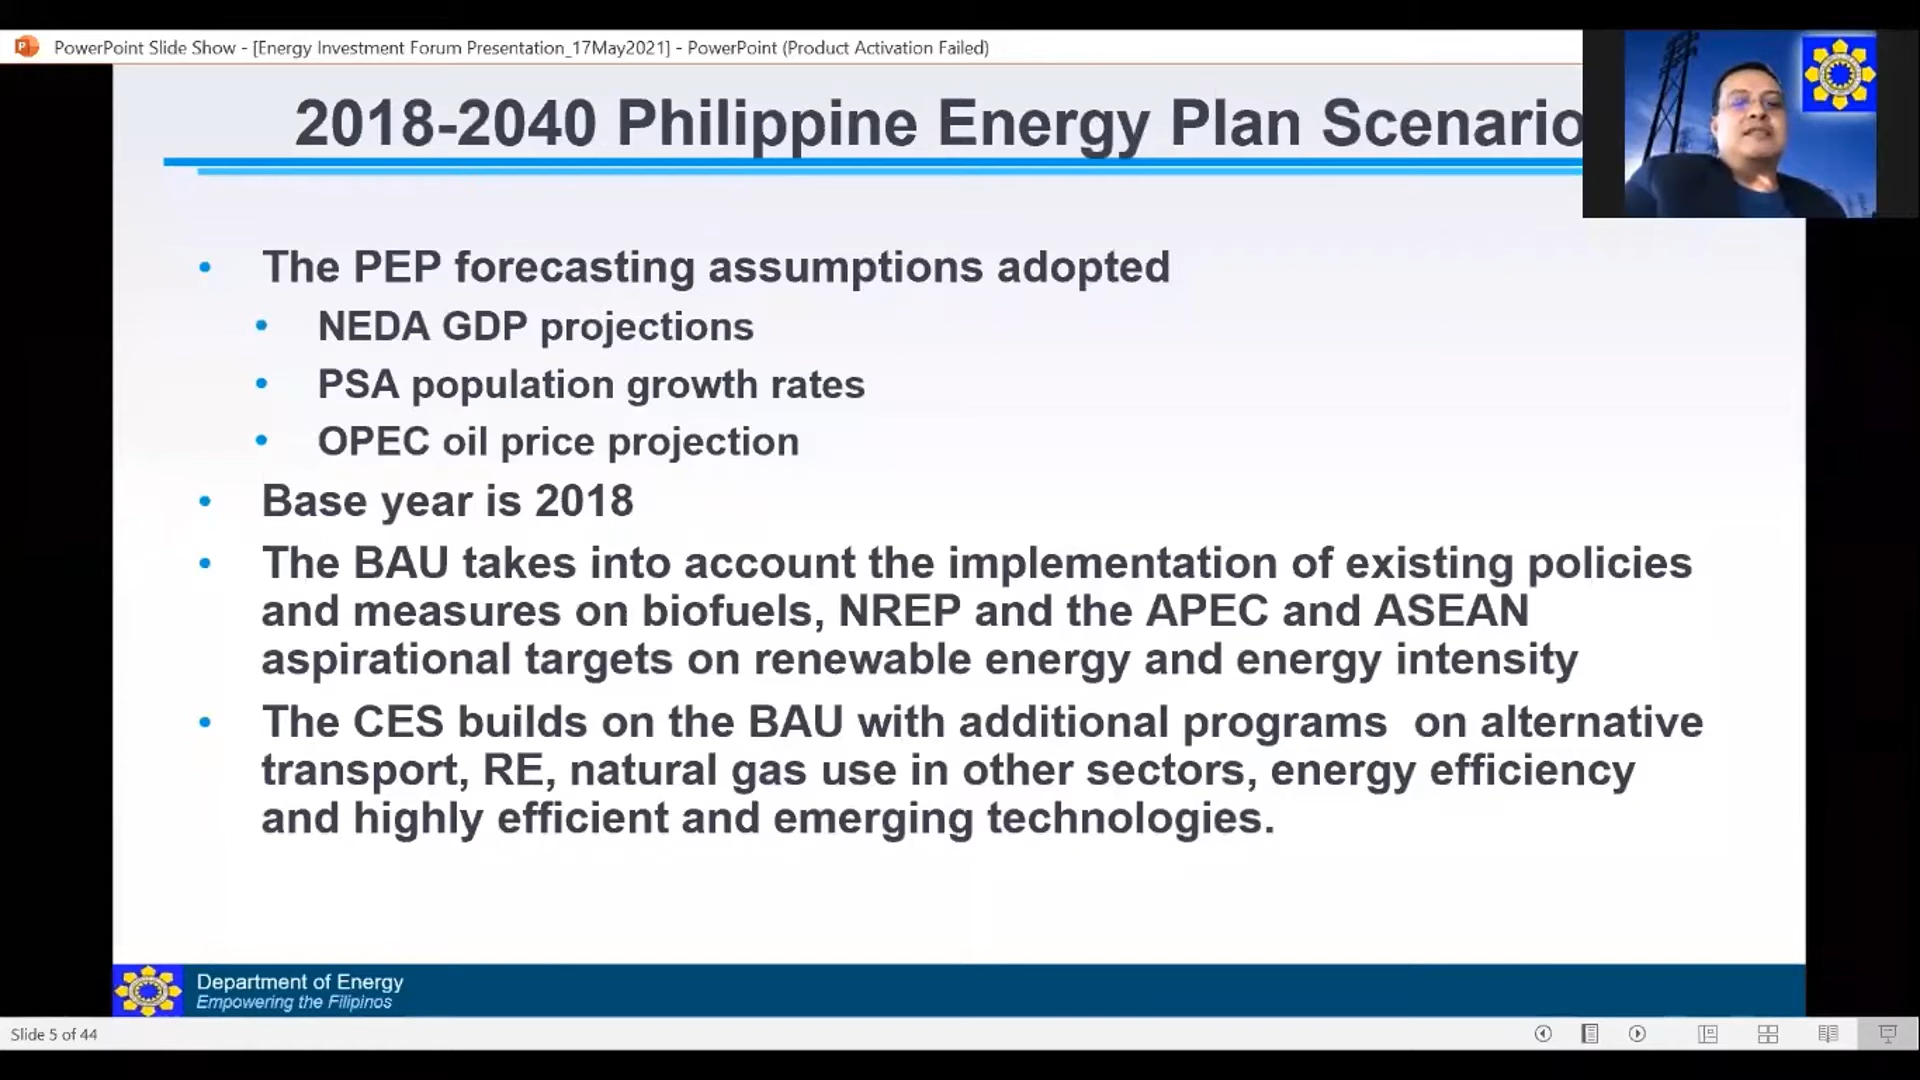 PowerPoint Slide Show - [Energy Investment Forum Presentation_17May2021] - PowerPoint (Product Activation Failed)
2018-2040 Philippine Energy Plan Scenario
• The PEP forecasting assumptions adopted
• NEDA GDP projections
• PSA population growth rates
• OPEC oil price projection
• Base year is 2018
• The BAU takes into account the implementation of existing policies
and measures on biofuels, NREP and the APEC and ASEAN
aspirational targets on renewable energy and energy intensity
• The CES builds on the BAU with additional programs on alternative
transport, RE, natural gas use in other sectors, energy efficiency
and highly efficient and emerging technologies.
Department of Energy
Empowering the Filipinos
Slide 5 of 44